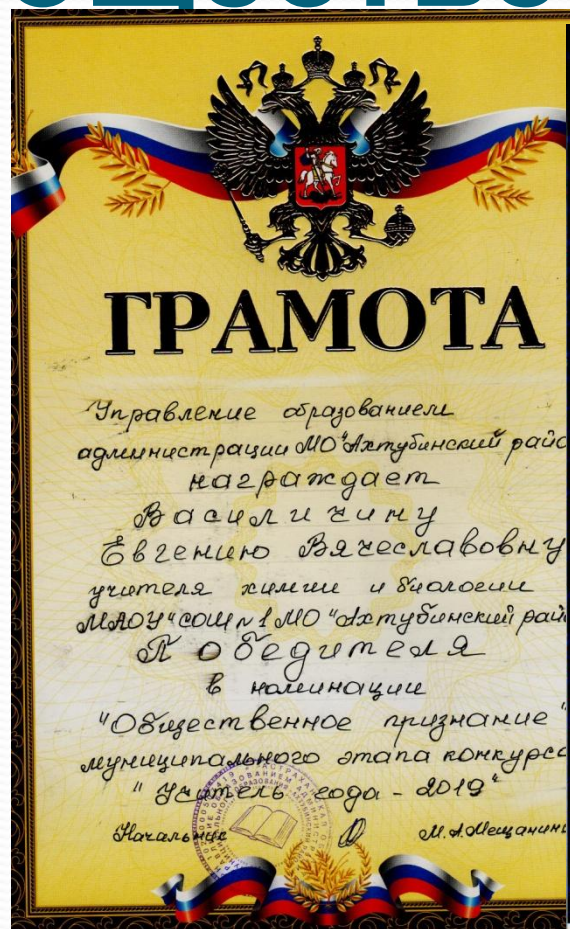 ГРАМОТА
Управление образованием
администрации МО "Ахтубинский райо
награждает
Василичину
Евгению Вячеславовну
учителя химии и биологии
МАОУ "СОШ №1 МО "Ахтубинский рай
Победителя
в номинации
"Общественное признание"
муниципального этапа конкурса
"Учитель года - 2019"
Начальник М.А.Мещанин